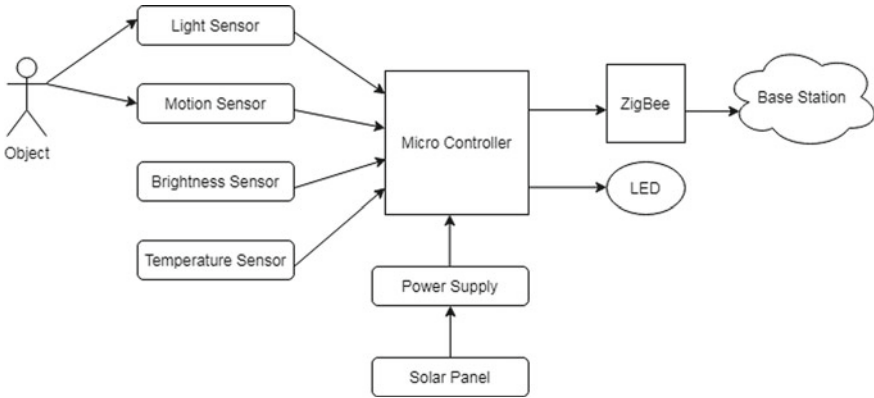 Light Sensor
Object
Motion Sensor
Brightness Sensor
Temperature Sensor
Micro Controller
ZigBee
Base Station
LED
Power Supply
Solar Panel